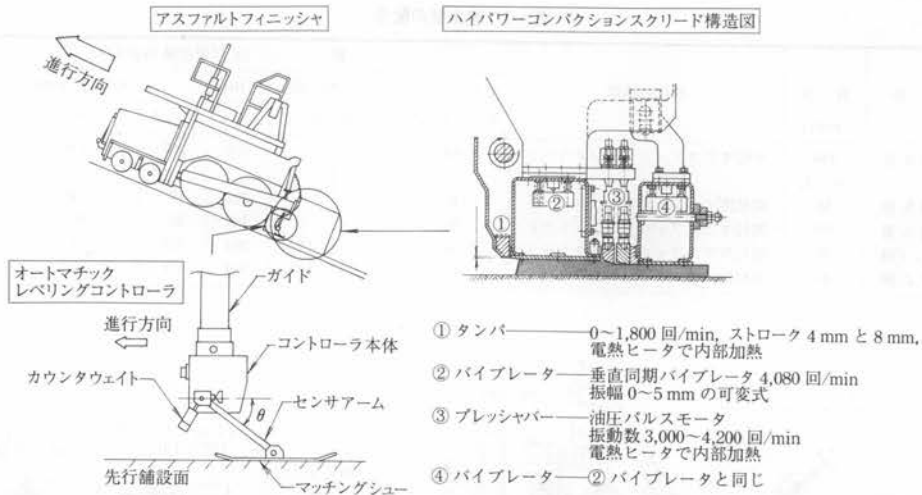 アスファルトフィニッシャ
ハイパワーコンパクションスクリード構造図
進行方向
①
②
③
④
オートマチック
レベリングコントローラ
ガイド
進行方向
コントローラ本体
カウンタウェイト
θ
センサアーム
先行舗設面
マッチングシュー
① タンパ──0~1,800 回/min, ストローク 4 mm と 8 mm,
電熱ヒータで内部加熱
② バイブレータ──垂直同期バイブレータ 4,080 回/min
振幅 0~5 mm の可変式
③ プレッシャバー──油圧パルスモータ
振動数 3,000~4,200 回/min
電熱ヒータで内部加熱
④ バイブレータ──② バイブレータと同じ